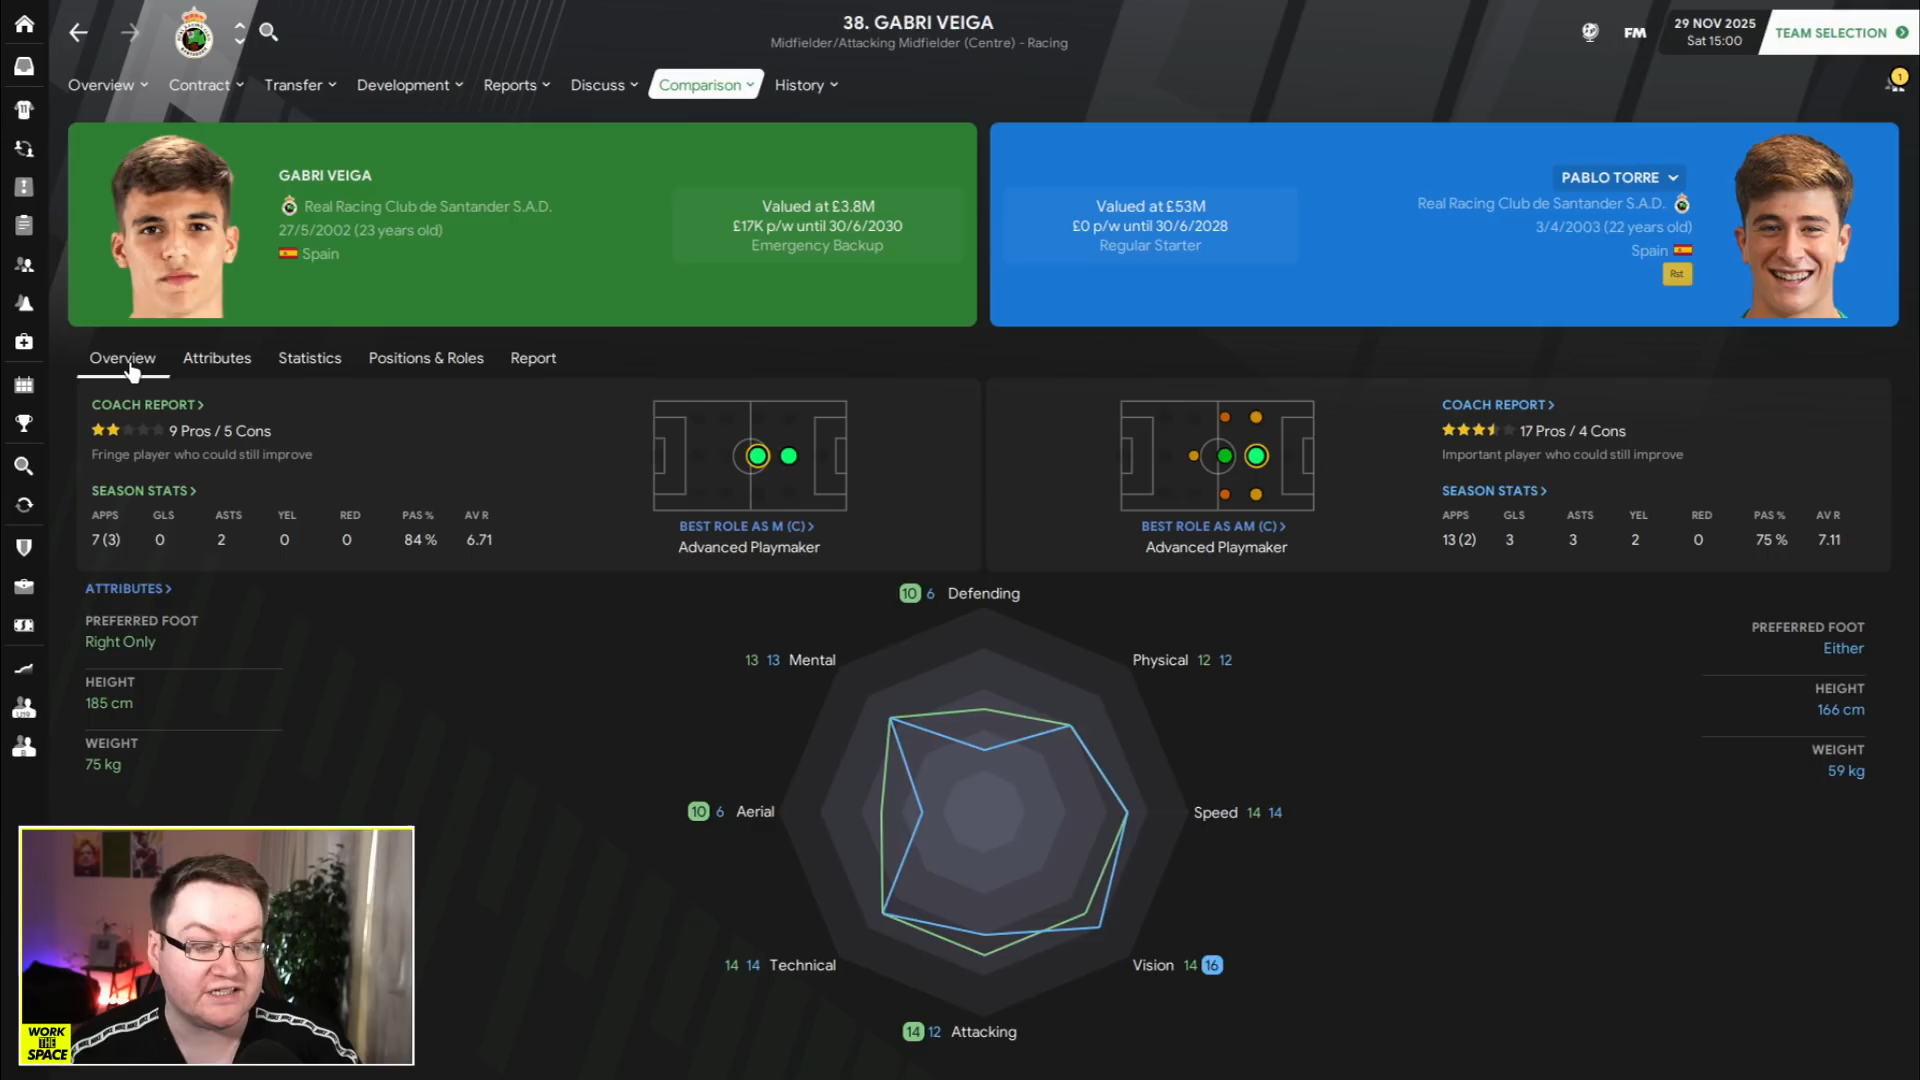 38. GABRI VEIGA
Midfielder/Attacking Midfielder (Centre) - Racing
FM
29 NOV 2025
Sat 15:00
TEAM SELECTION
Overview Contract Transfer Development Reports Discuss Comparison History
1
GABRI VEIGA
Real Racing Club de Santander S.A.D.
27/5/2002 (23 years old)
Spain
Valued at £3.8M
£17K p/w until 30/6/2030
Emergency Backup
Valued at £53M
£0 p/w until 30/6/2028
Regular Starter
PABLO TORRE
Real Racing Club de Santander S.A.D.
3/4/2003 (22 years old)
Spain
Rst
Overview Attributes Statistics Positions & Roles Report
COACH REPORT >
9 Pros / 5 Cons
Fringe player who could still improve
SEASON STATS >
APPS GLS ASTS YEL RED PAS % AV R
7 (3) 0 2 0 0 84 % 6.71
BEST ROLE AS M (C) >
Advanced Playmaker
BEST ROLE AS AM (C) >
Advanced Playmaker
COACH REPORT >
17 Pros / 4 Cons
Important player who could still improve
SEASON STATS >
APPS GLS ASTS YEL RED PAS % AV R
13 (2) 3 3 2 0 75 % 7.11
ATTRIBUTES >
PREFERRED FOOT
Right Only
HEIGHT
185 cm
WEIGHT
75 kg
10 6 Defending
13 13 Mental
Physical 12 12
10 6 Aerial
Speed 14 14
14 14 Technical
Vision 14 16
14 12 Attacking
PREFERRED FOOT
Either
HEIGHT
166 cm
WEIGHT
59 kg
WORK
THE
SPACE